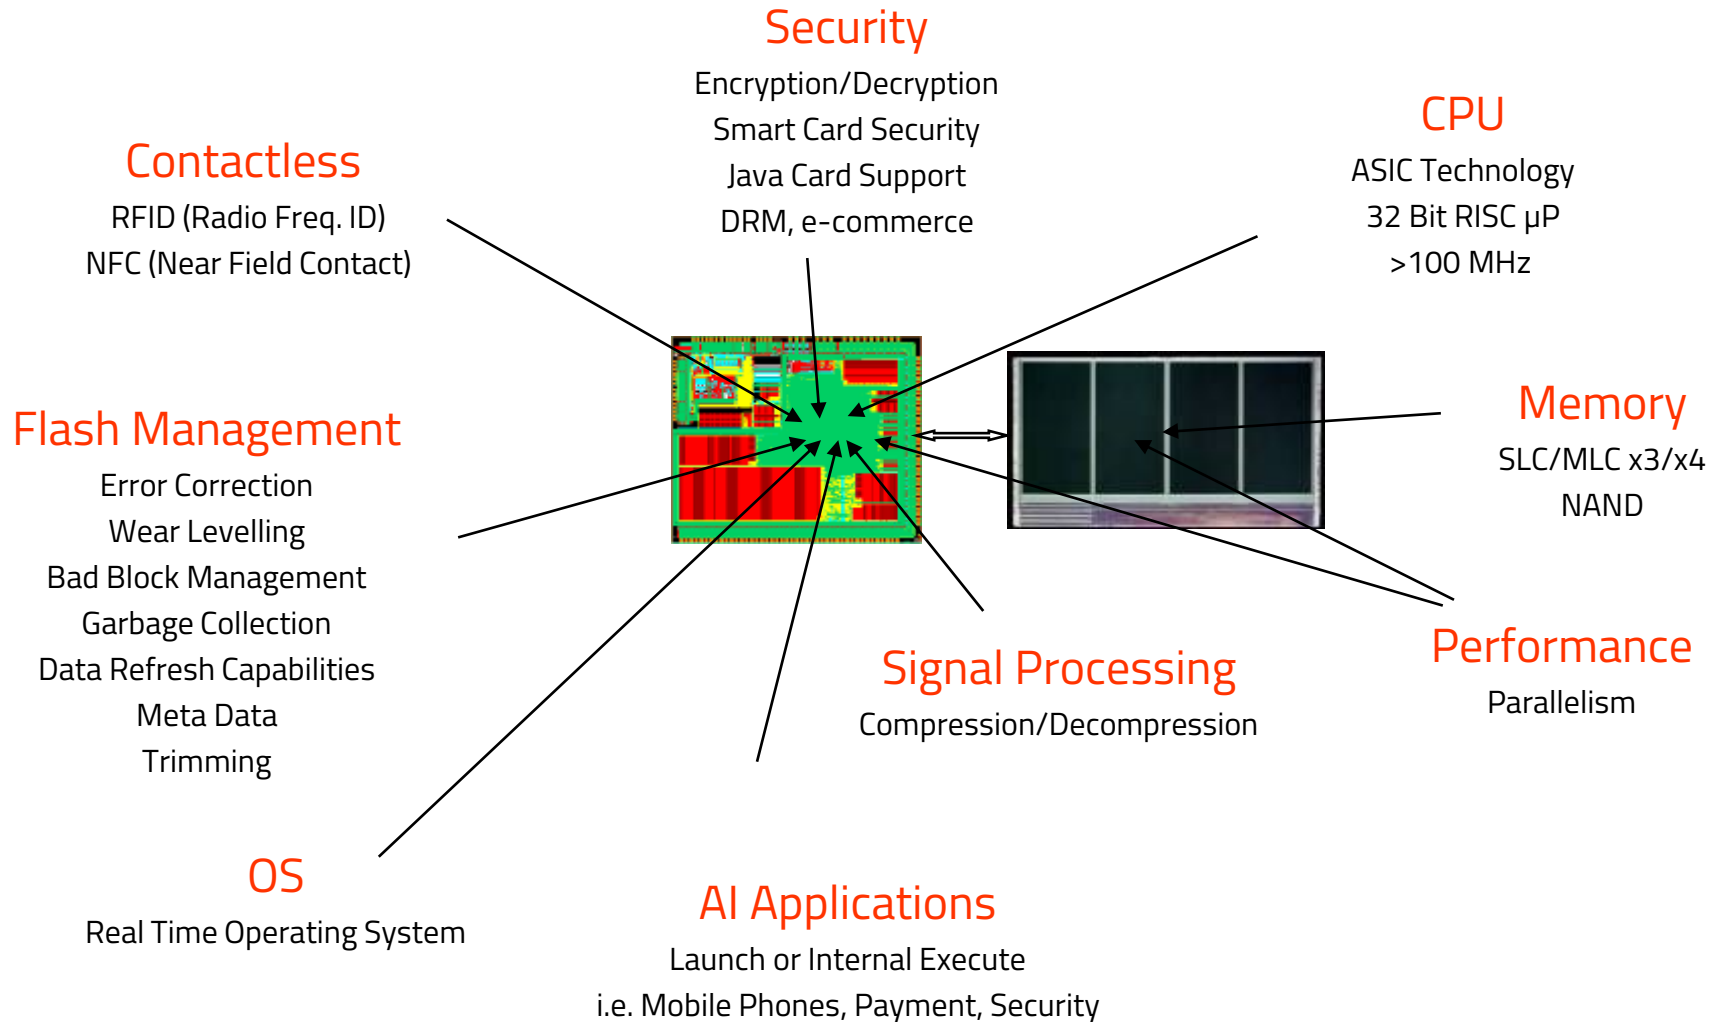 Security
Encryption/Decryption
Smart Card Security
Java Card Support
DRM, e-commerce
CPU
ASIC Technology
32 Bit RISC µP
>100 MHz
Contactless
RFID (Radio Freq. ID)
NFC (Near Field Contact)
Flash Management
Error Correction
Wear Levelling
Bad Block Management
Garbage Collection
Data Refresh Capabilities
Meta Data
Trimming
Memory
SLC/MLC x3/x4
NAND
Signal Processing
Compression/Decompression
Performance
Parallelism
OS
Real Time Operating System
AI Applications
Launch or Internal Execute
i.e. Mobile Phones, Payment, Security